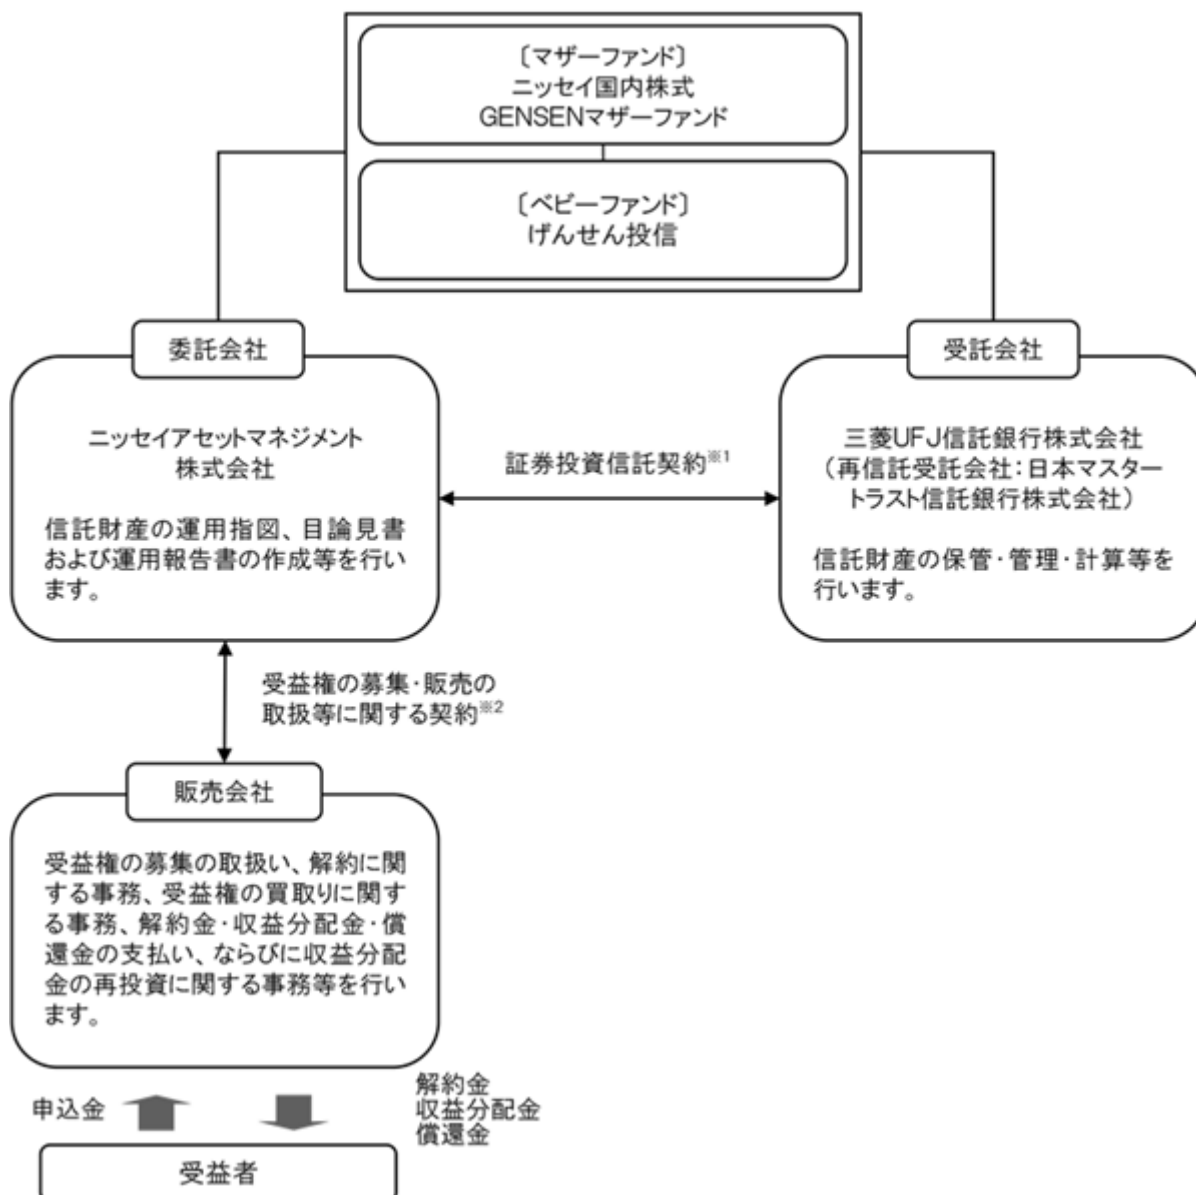 〔マザーファンド〕
ニッセイ国内株式
GENSENマザーファンド
〔ベビーファンド〕
げんせん投信
委託会社
ニッセイアセットマネジメント
株式会社
信託財産の運用指図、目論見書
および運用報告書の作成等を行い
ます。
証券投資信託契約※1
受託会社
三菱UFJ信託銀行株式会社
（再信託受託会社：日本マスター
トラスト信託銀行株式会社）
信託財産の保管・管理・計算等を
行います。
受益権の募集・販売の
取扱等に関する契約※2
販売会社
受益権の募集の取扱い、解約に関
する事務、受益権の買取りに関す
る事務、解約金・収益分配金・償
還金の支払い、ならびに収益分配
金の再投資に関する事務等を行い
ます。
申込金
解約金
収益分配金
償還金
受益者